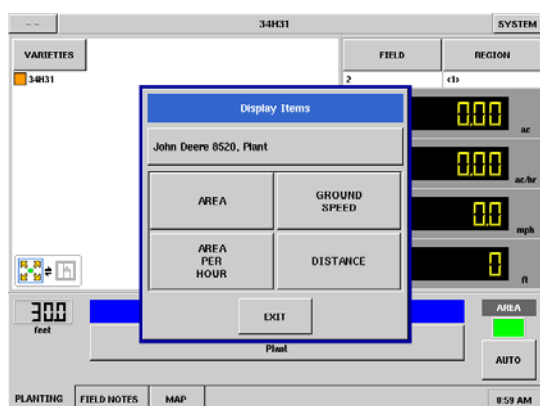 - -
34H31
SYSTEM
VARIETIES
FIELD
REGION
34H31
2
<1>
Display Items
0.00
ac
John Deere 8520, Plant
0.00
ac/hr
AREA
GROUND
SPEED
0.0
mph
AREA
PER
HOUR
DISTANCE
0
ft
30.0
feet
EXIT
AREA
Plant
AUTO
PLANTING
FIELD NOTES
MAP
8:59 AM